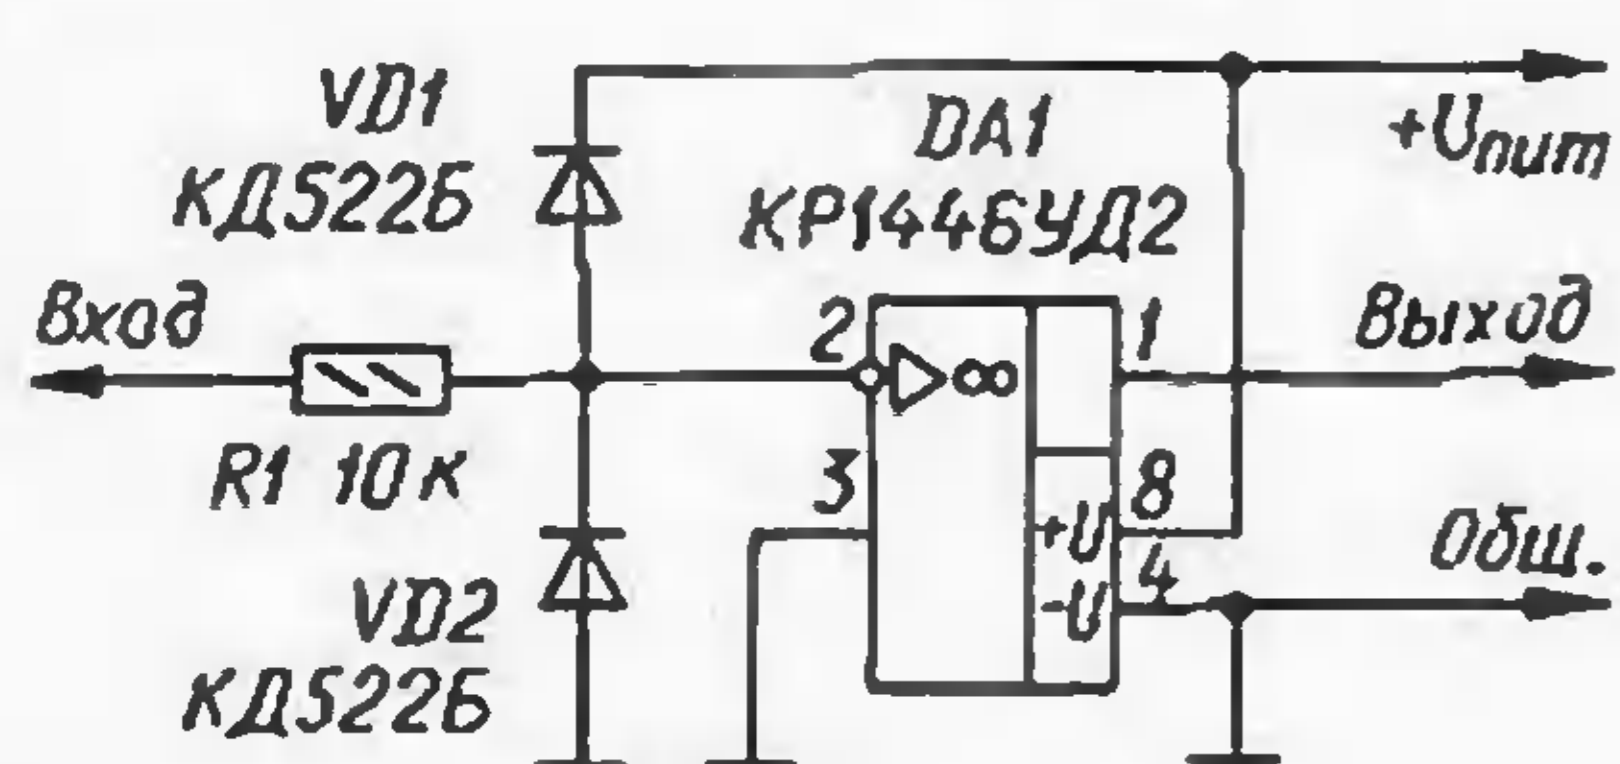 VD1
КД522Б
DA1
КР1446УД2
+Uпит
Вход
2
∞
1
Выход
R1 10 к
3
+U
8
Общ.
-U
4
VD2
КД522Б